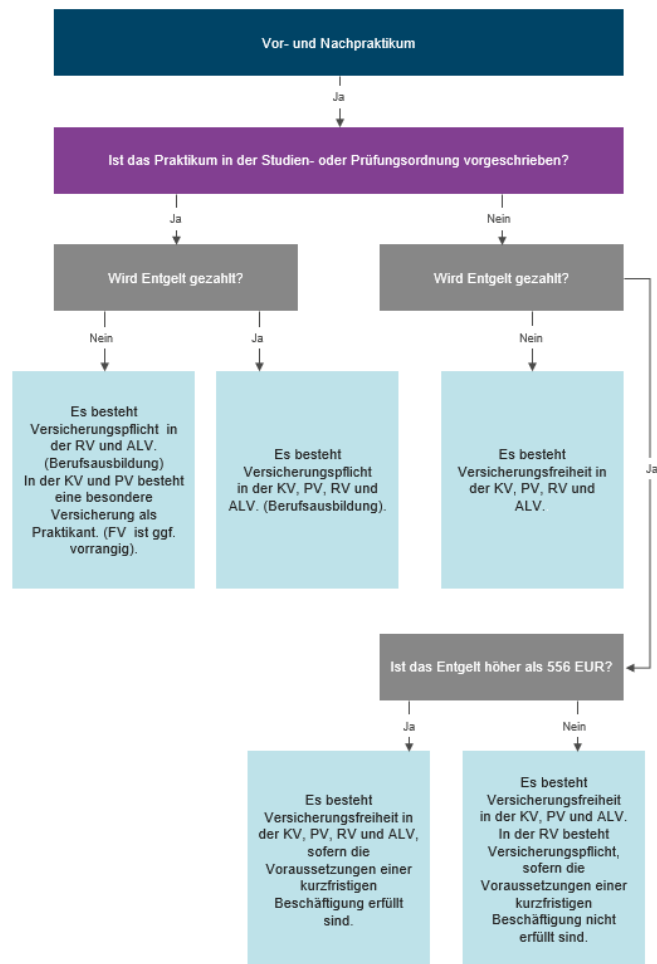 Vor- und Nachpraktikum
Ja
Ist das Praktikum in der Studien- oder Prüfungsordnung vorgeschrieben?
Ja
Nein
Wird Entgelt gezahlt?
Wird Entgelt gezahlt?
Nein
Ja
Nein
Es besteht
Versicherungspflicht in
der RV und ALV.
(Berufsausbildung)
In der KV und PV besteht
eine besondere
Versicherung als
Praktikant. (FV ist ggf.
vorrangig).
Es besteht
Versicherungspflicht
in der KV, PV, RV und
ALV. (Berufsausbildung).
Es besteht
Versicherungsfreiheit in
der KV, PV, RV und
ALV.
Ja
Ist das Entgelt höher als 556 EUR?
Ja
Nein
Es besteht
Versicherungsfreiheit in
der KV, PV, RV und ALV,
sofern die
Voraussetzungen einer
kurzfristigen
Beschäftigung erfüllt
sind.
Es besteht
Versicherungsfreiheit
in der KV, PV und ALV.
In der RV besteht
Versicherungspflicht,
sofern die
Voraussetzungen einer
kurzfristigen
Beschäftigung nicht
erfüllt sind.